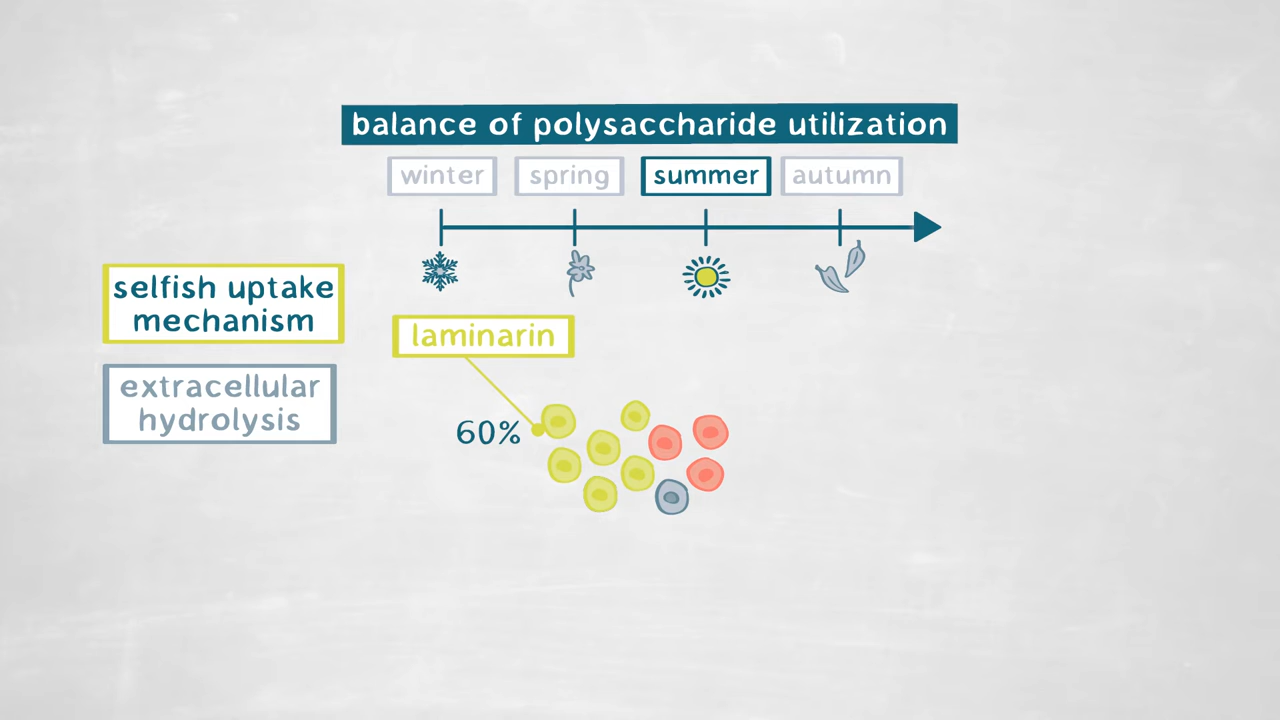 balance of polysaccharide utilization
winter spring summer autumn
selfish uptake
mechanism
laminarin
extracellular
hydrolysis
60%